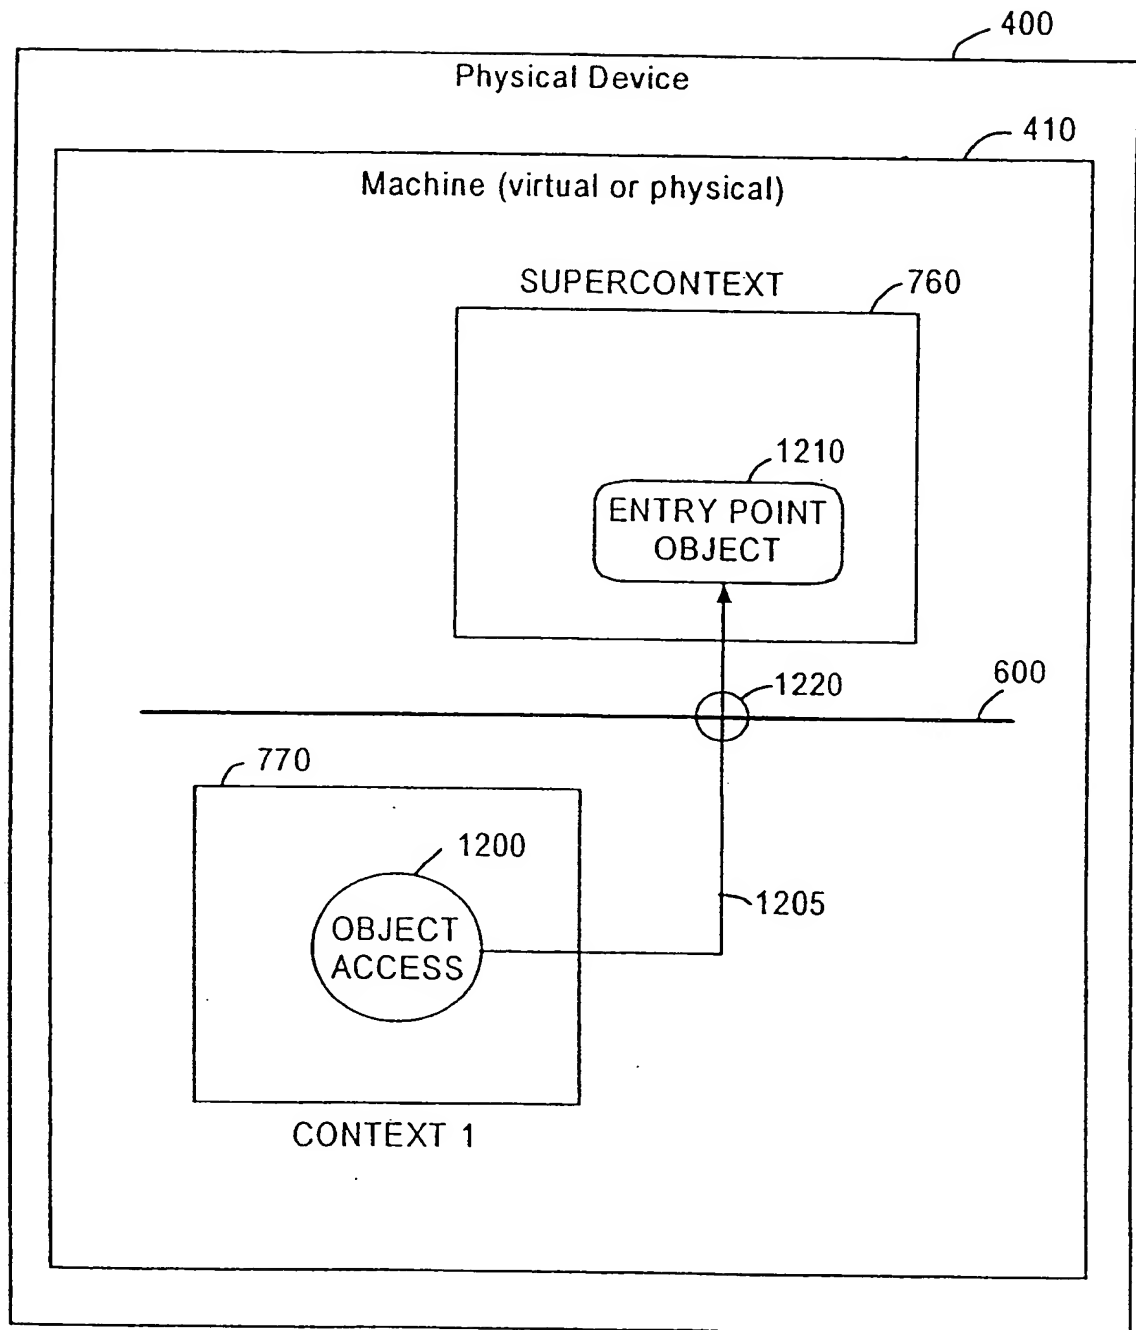 400
Physical Device
410
Machine (virtual or physical)
SUPERCONTEXT
760
1210
ENTRY POINT
OBJECT
1220
600
770
1200
OBJECT
ACCESS
1205
CONTEXT 1